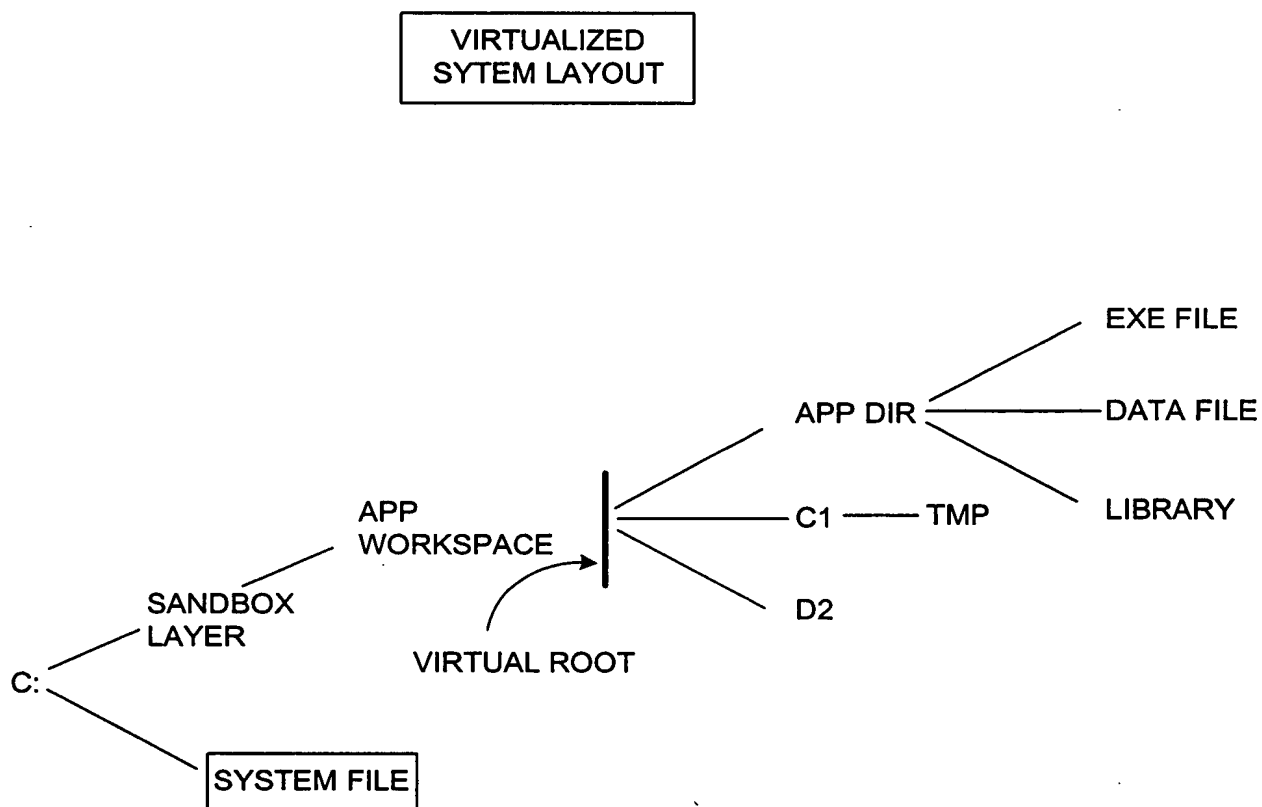 VIRTUALIZED
SYTEM LAYOUT
EXE FILE
APP DIR
DATA FILE
LIBRARY
C1
TMP
D2
APP
WORKSPACE
VIRTUAL ROOT
SANDBOX
LAYER
C:
SYSTEM FILE